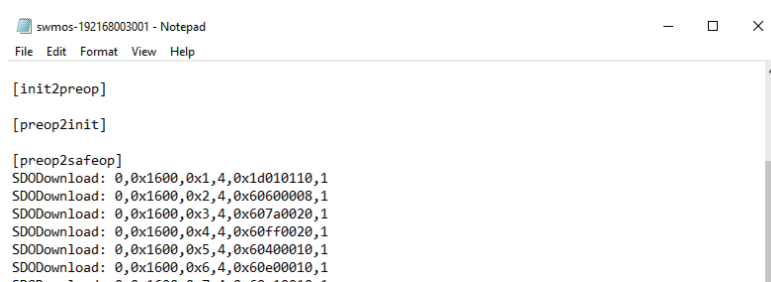 swmos-192168003001 - Notepad
File Edit Format View Help
[init2preop]
[preop2init]
[preop2safeop]
SDODownload: 0,0x1600,0x1,4,0x1d010110,1
SDODownload: 0,0x1600,0x2,4,0x60600008,1
SDODownload: 0,0x1600,0x3,4,0x607a0020,1
SDODownload: 0,0x1600,0x4,4,0x60ff0020,1
SDODownload: 0,0x1600,0x5,4,0x60400010,1
SDODownload: 0,0x1600,0x6,4,0x60e00010,1